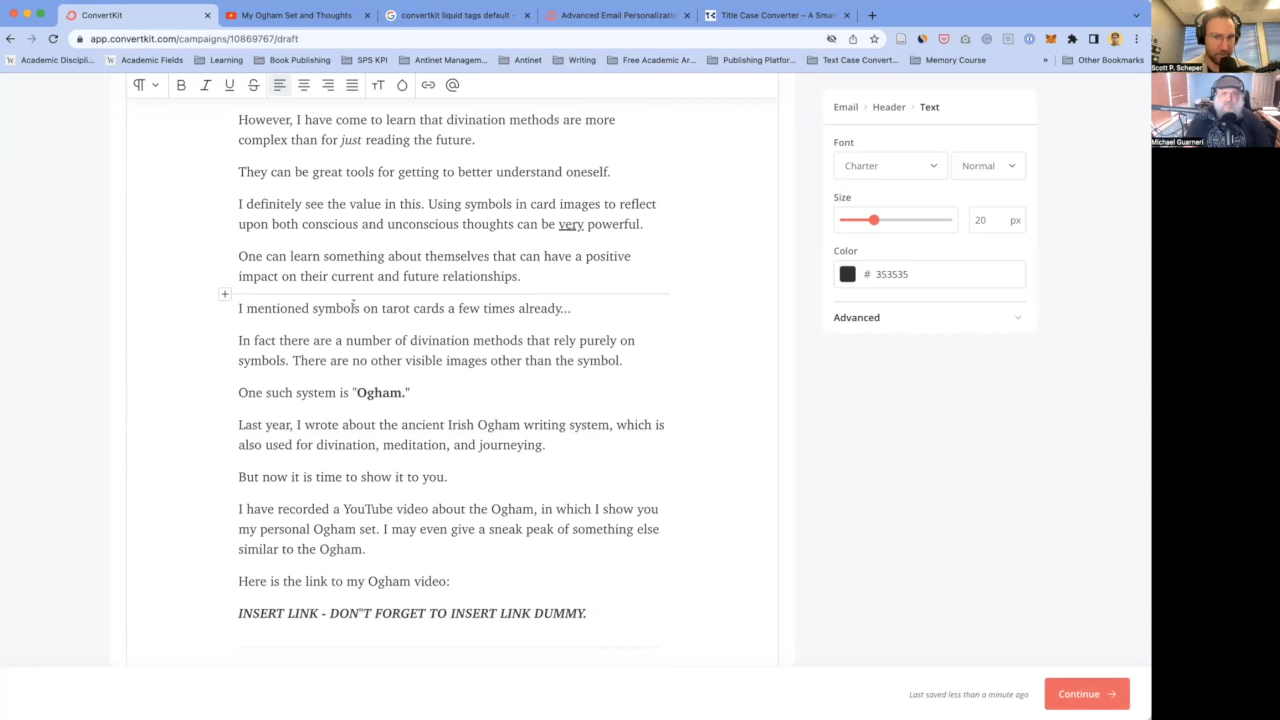 ConvertKit
My Ogham Set and Thoughts -
convertkit liquid tags default -
Advanced Email Personalizatio
Title Case Converter – A Smar
app.convertkit.com/campaigns/10869767/draft
Academic Discipli...
Learning
Book Publishing
SPS KPI
Antinet Managem...
Antinet
Writing
Free Academic Ar...
Publishing Platfor...
Text Case Convert...
Memory Course
»
Other Bookmarks
Scott P. Scheper
Michael Guarneri
However, I have come to learn that divination methods are more
complex than for just reading the future.
They can be great tools for getting to better understand oneself.
I definitely see the value in this. Using symbols in card images to reflect
upon both conscious and unconscious thoughts can be very powerful.
One can learn something about themselves that can have a positive
impact on their current and future relationships.
I mentioned symbols on tarot cards a few times already...
In fact there are a number of divination methods that rely purely on
symbols. There are no other visible images other than the symbol.
One such system is "Ogham."
Last year, I wrote about the ancient Irish Ogham writing system, which is
also used for divination, meditation, and journeying.
But now it is time to show it to you.
I have recorded a YouTube video about the Ogham, in which I show you
my personal Ogham set. I may even give a sneak peak of something else
similar to the Ogham.
Here is the link to my Ogham video:
INSERT LINK - DON"T FORGET TO INSERT LINK DUMMY.
Email > Header > Text
Font
Charter
Normal
Size
20 px
Color
# 353535
Advanced
Last saved less than a minute ago
Continue →